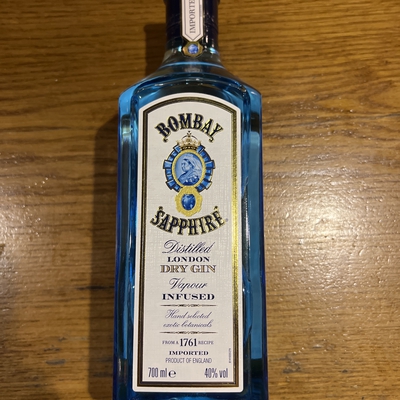 IMPORTED
BOMBAY
SAPPHIRE
Distilled
LONDON
DRY GIN
Vapour
INFUSED
Hand selected
exotic botanicals
FROM A 1761 RECIPE
IMPORTED
PRODUCT OF ENGLAND
700 ml e 40% vol